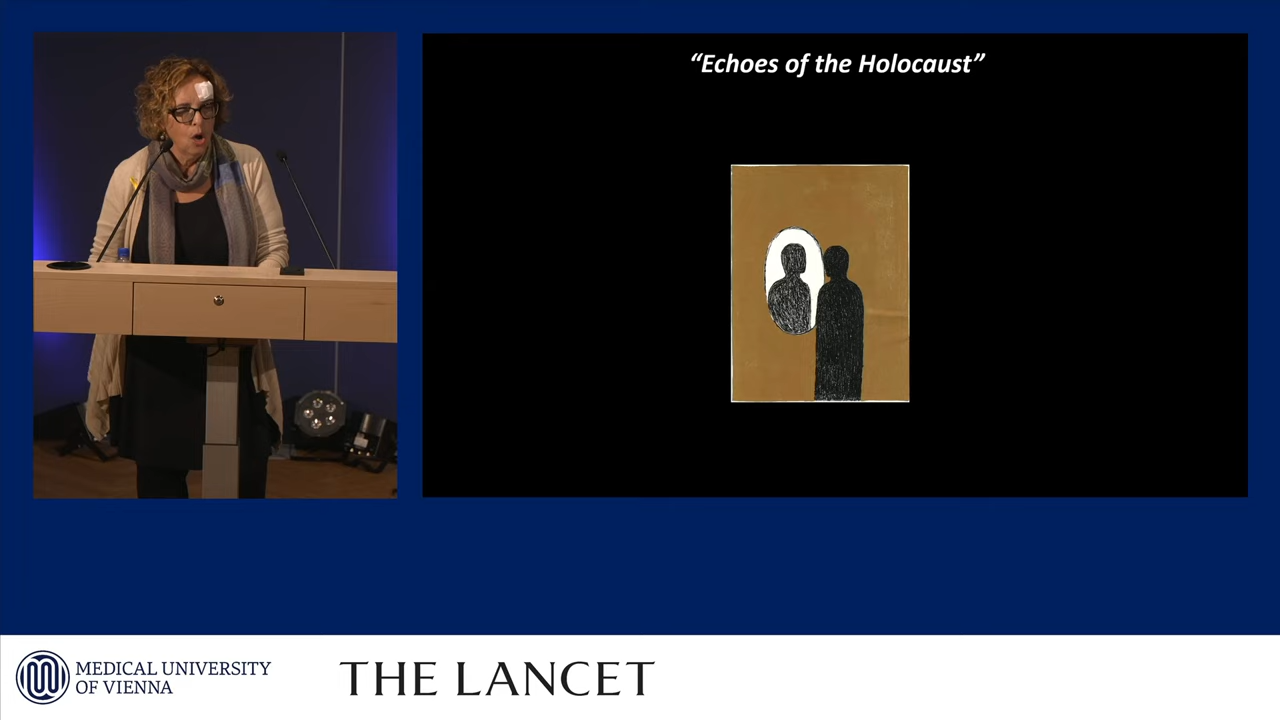 “Echoes of the Holocaust”
MEDICAL UNIVERSITY
OF VIENNA
THE LANCET